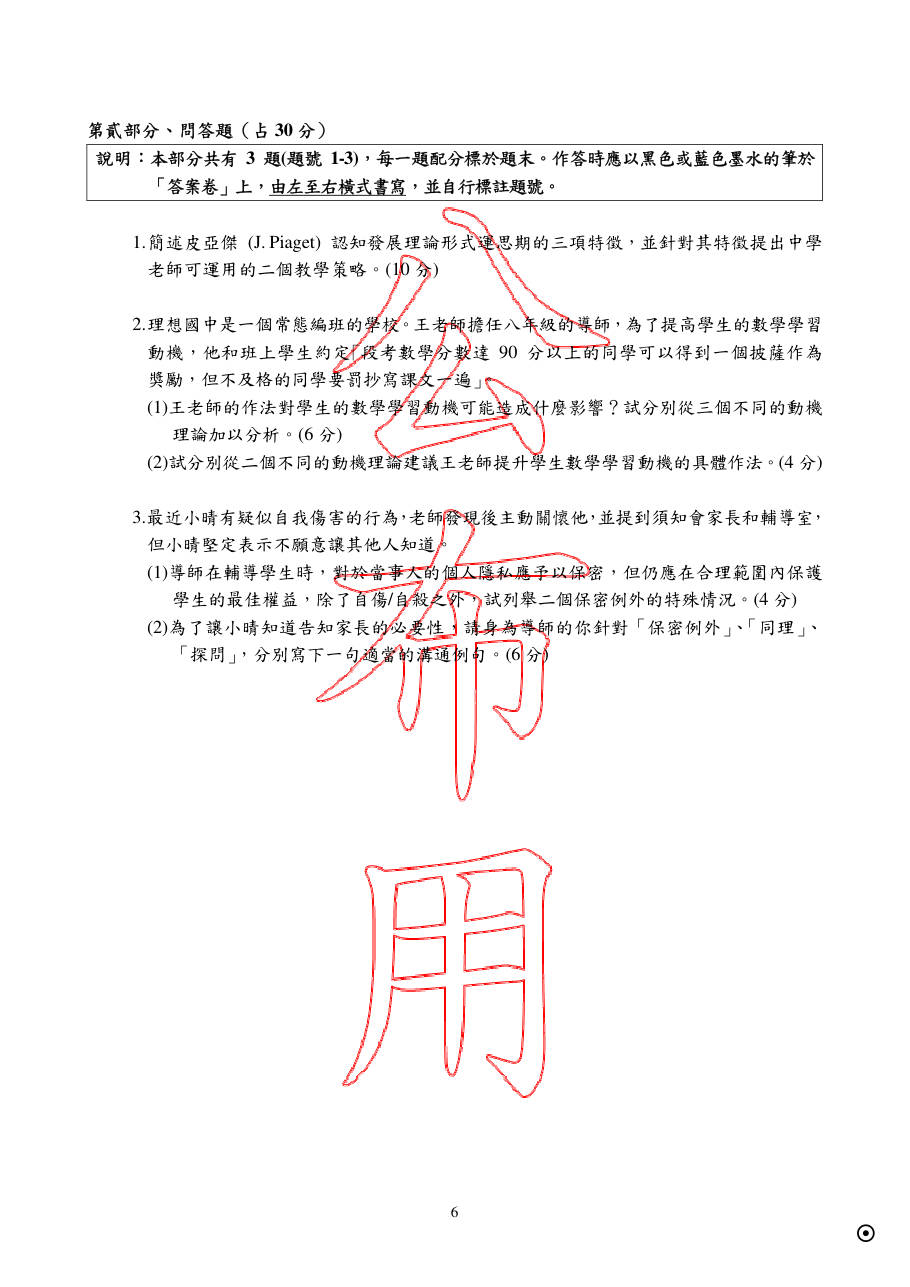 第貳部分、問答題（占 30 分）
說明：本部分共有 3 題(題號 1-3)，每一題配分標於題末。作答時應以黑色或藍色墨水的筆於
「答案卷」上，由左至右橫式書寫，並自行標註題號。
1.簡述皮亞傑 (J. Piaget) 認知發展理論形式運思期的三項特徵，並針對其特徵提出中學
老師可運用的二個教學策略。(10 分)
2.理想國中是一個常態編班的學校。王老師擔任八年級的導師，為了提高學生的數學學習
動機，他和班上學生約定「段考數學分數達 90 分以上的同學可以得到一個披薩作為
獎勵，但不及格的同學要罰抄寫課文一遍」。
(1)王老師的作法對學生的數學學習動機可能造成什麼影響？試分別從三個不同的動機
理論加以分析。(6 分)
(2)試分別從二個不同的動機理論建議王老師提升學生數學學習動機的具體作法。(4 分)
3.最近小晴有疑似自我傷害的行為，老師發現後主動關懷他，並提到須知會家長和輔導室，
但小晴堅定表示不願意讓其他人知道。
(1)導師在輔導學生時，對於當事人的個人隱私應予以保密，但仍應在合理範圍內保護
學生的最佳權益，除了自傷/自殺之外，試列舉二個保密例外的特殊情況。(4 分)
(2)為了讓小晴知道告知家長的必要性，請身為導師的你針對「保密例外」、「同理」、
「探問」，分別寫下一句適當的溝通例句。(6 分)
公
布
用
6